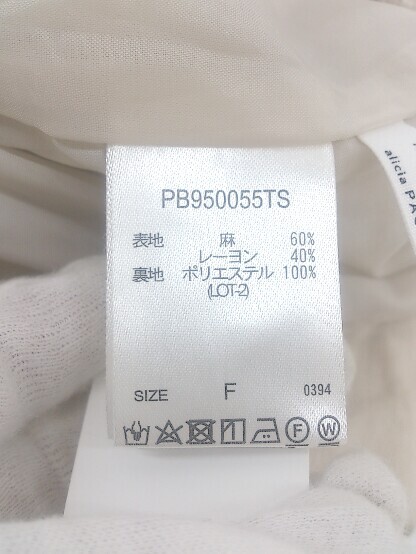 PB950055TS
表地 麻 60%
レーヨン 40%
裏地 ポリエステル 100%
(LOT-2)
SIZE F 0394
F W
alicia